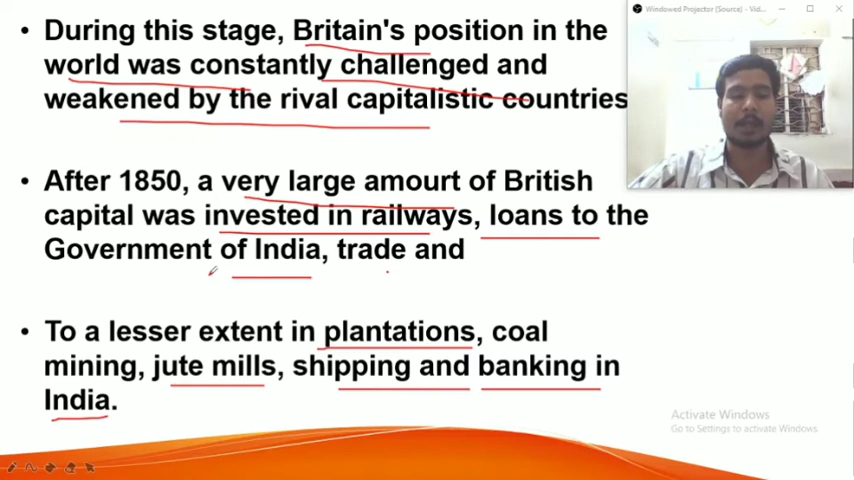 • During this stage, Britain's position in the
world was constantly challenged and
weakened by the rival capitalistic countries
• After 1850, a very large amount of British
capital was invested in railways, loans to the
Government of India, trade and
• To a lesser extent in plantations, coal
mining, jute mills, shipping and banking in
India.
Windowed Projector (Source) - Vid...
Activate Windows
Go to Settings to activate Windows.